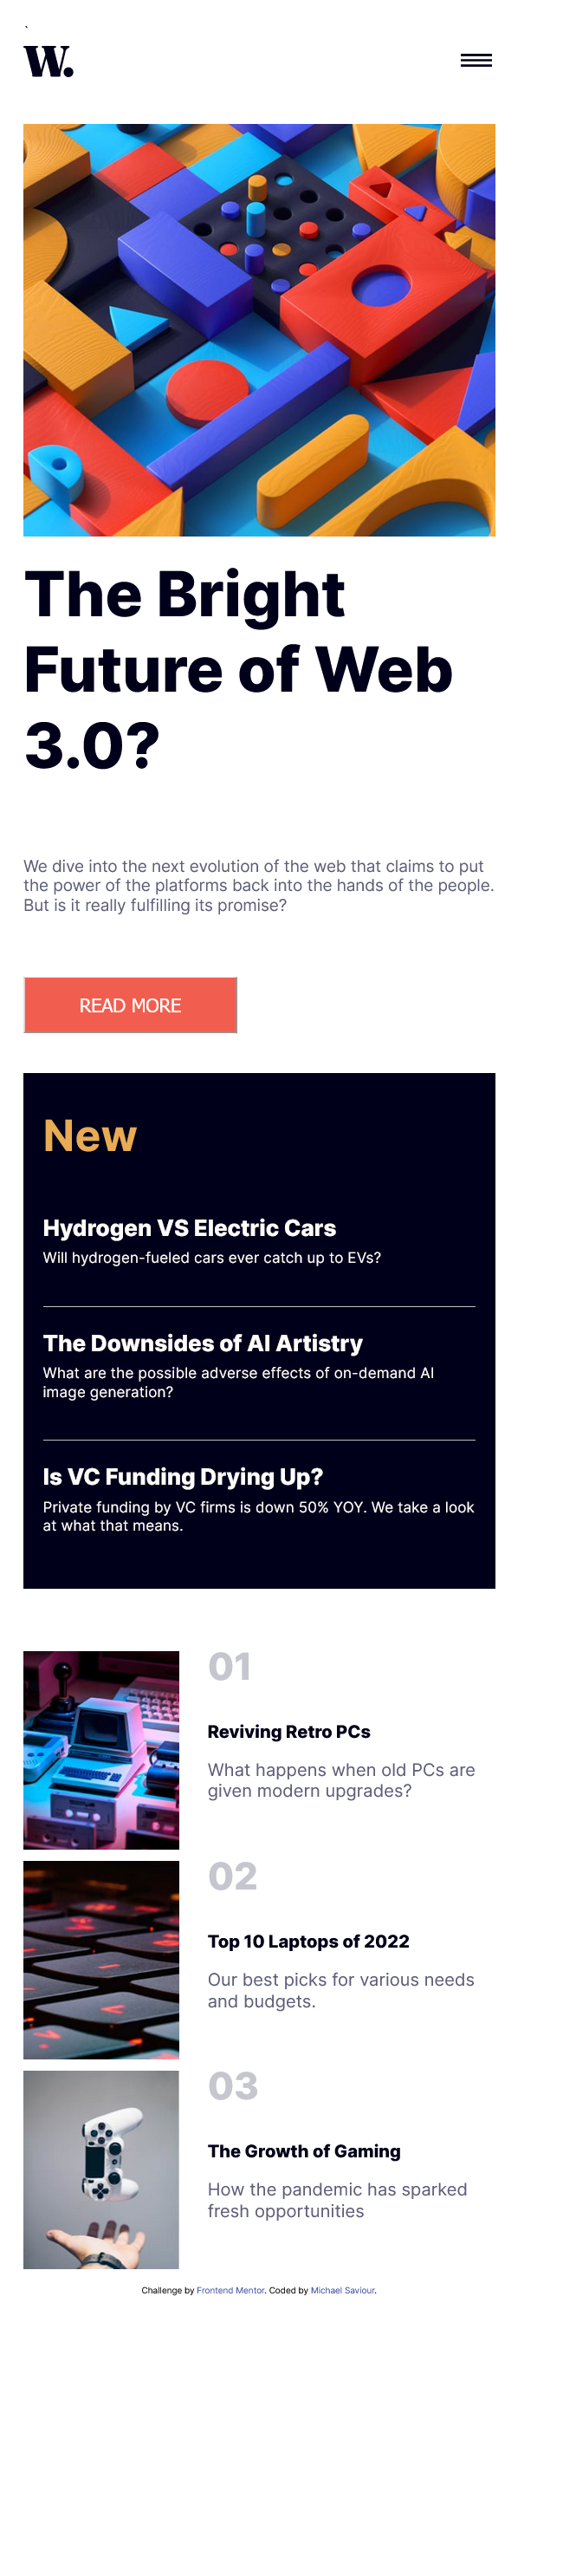 `
W.
The Bright
Future of Web
3.0?
We dive into the next evolution of the web that claims to put
the power of the platforms back into the hands of the people.
But is it really fulfilling its promise?
READ MORE
New
Hydrogen VS Electric Cars
Will hydrogen-fueled cars ever catch up to EVs?
The Downsides of AI Artistry
What are the possible adverse effects of on-demand AI
image generation?
Is VC Funding Drying Up?
Private funding by VC firms is down 50% YOY. We take a look
at what that means.
01
Reviving Retro PCs
What happens when old PCs are
given modern upgrades?
02
Top 10 Laptops of 2022
Our best picks for various needs
and budgets.
03
The Growth of Gaming
How the pandemic has sparked
fresh opportunities
Challenge by Frontend Mentor. Coded by Michael Saviour.